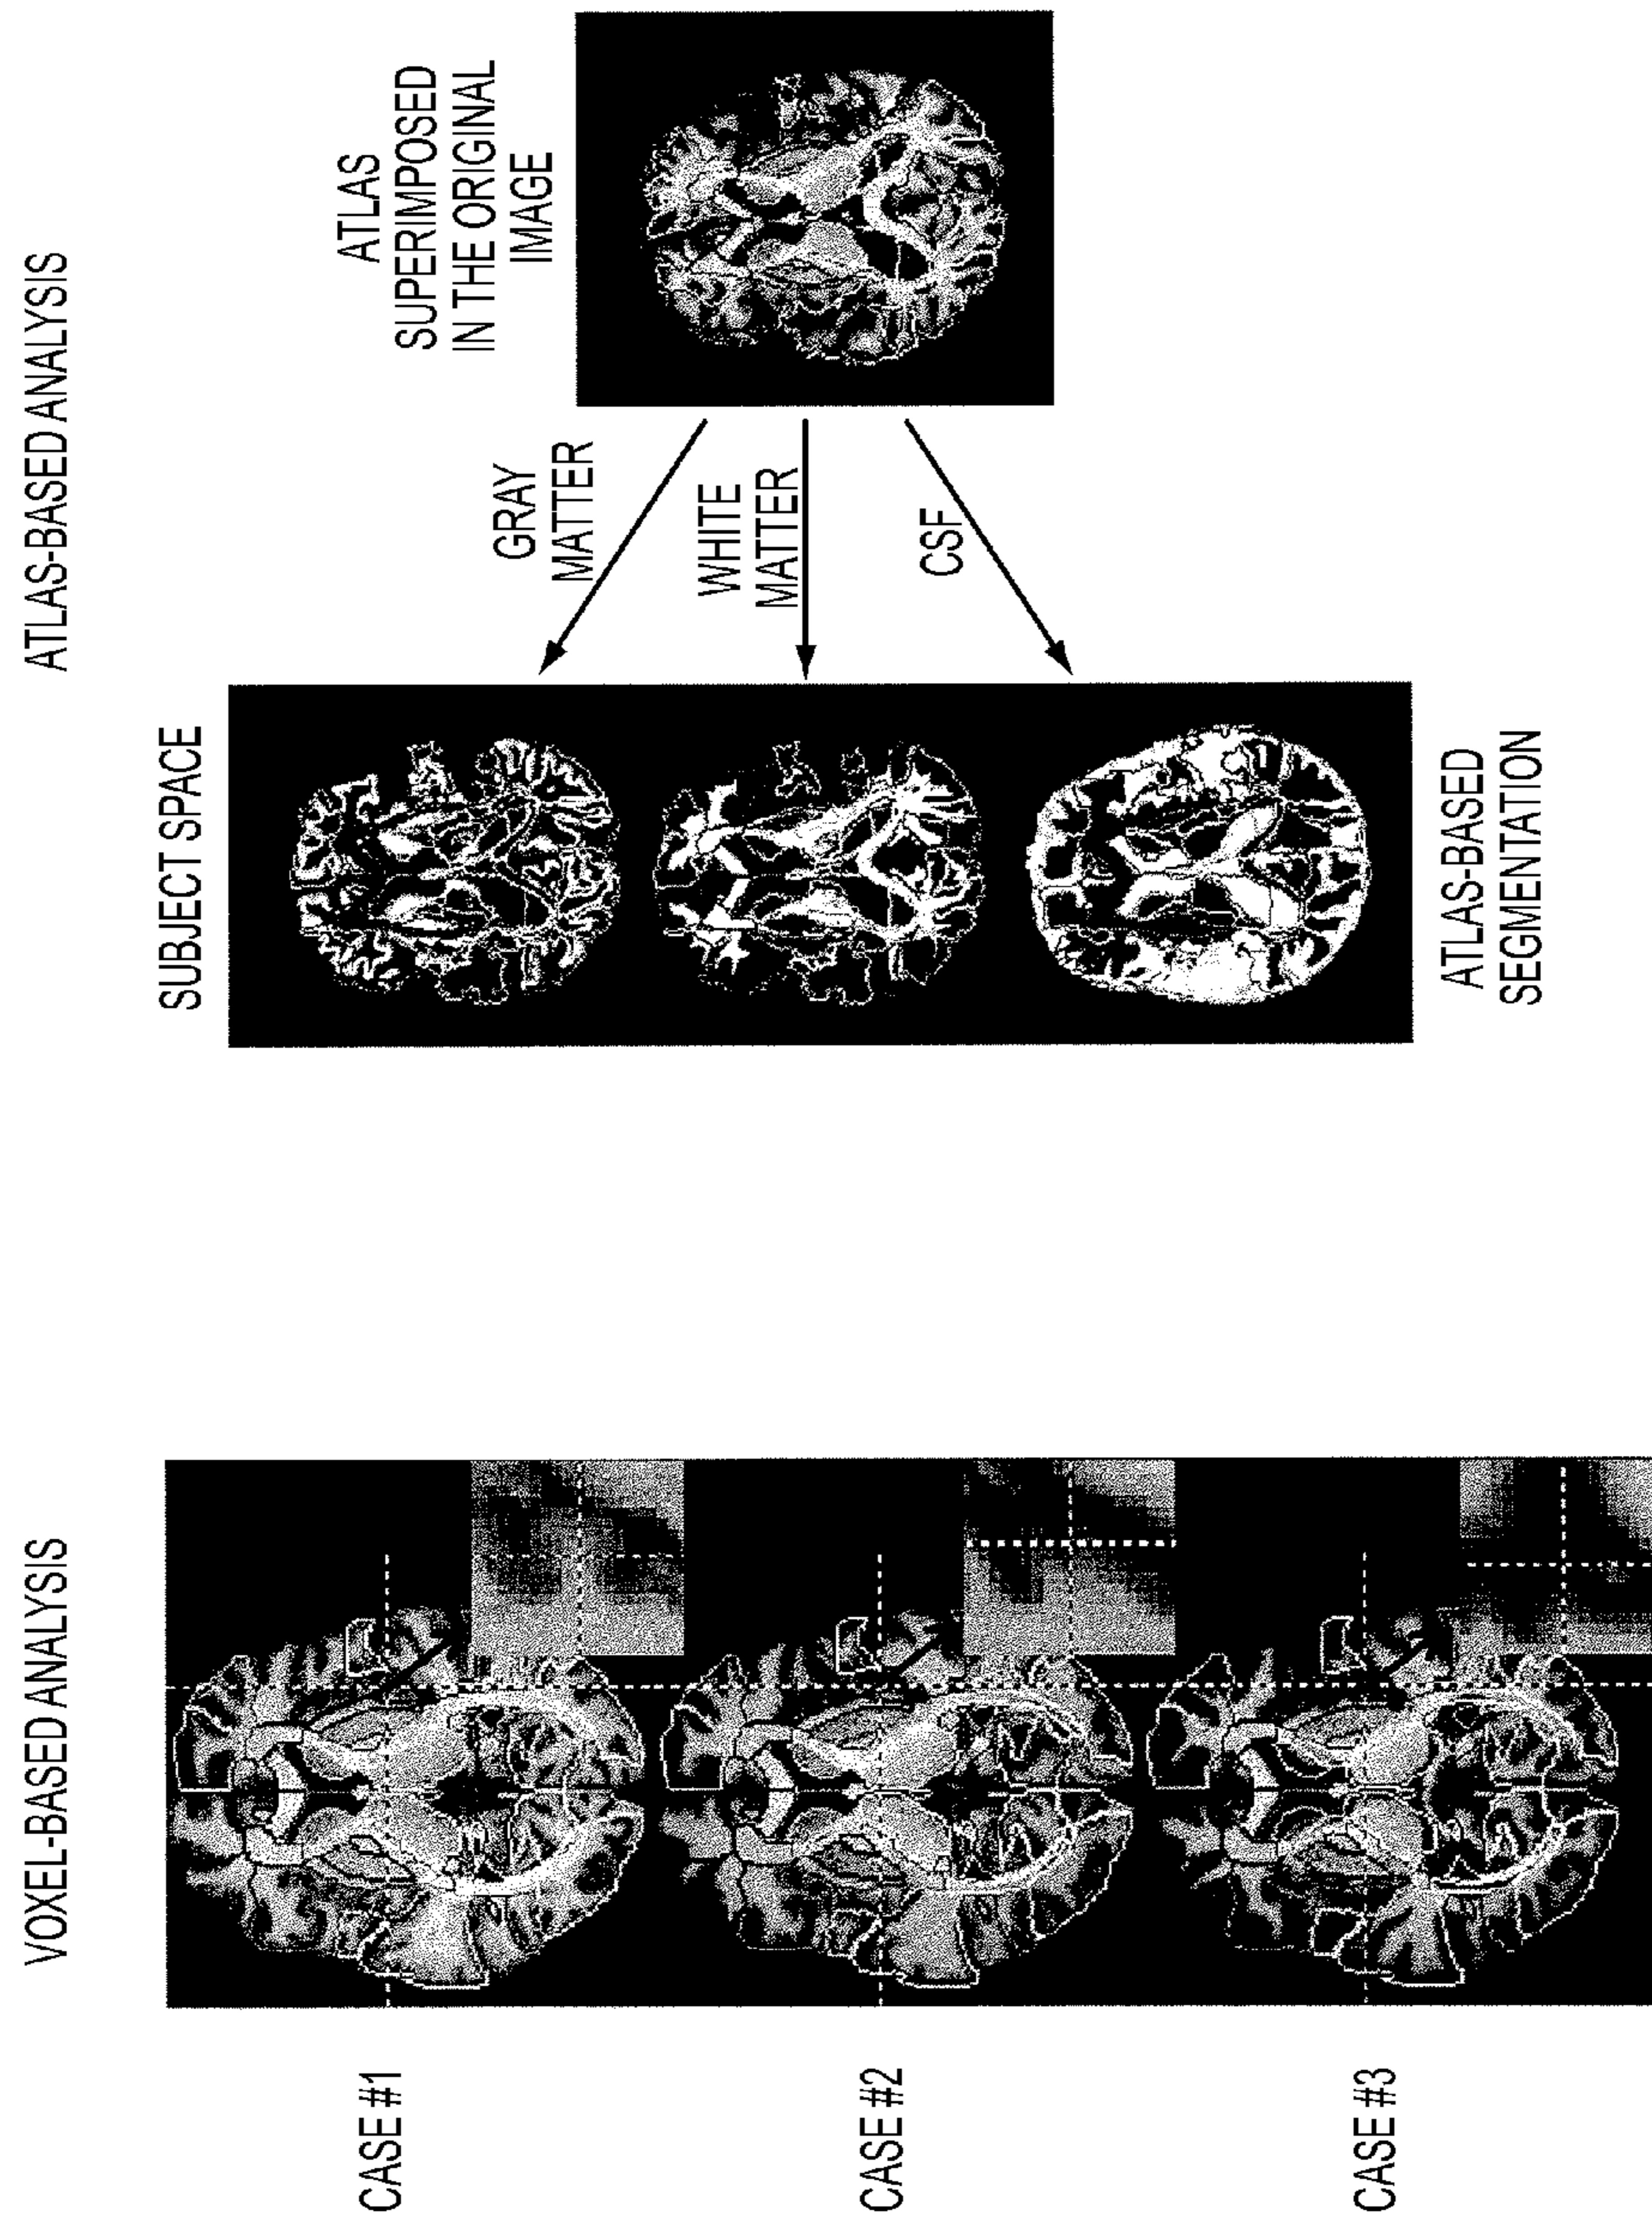 VOXEL-BASED ANALYSIS
CASE #1
CASE #2
CASE #3
ATLAS-BASED ANALYSIS
SUBJECT SPACE
ATLAS-BASED
SEGMENTATION
GRAY
MATTER
WHITE
MATTER
CSF
ATLAS
SUPERIMPOSED
IN THE ORIGINAL
IMAGE